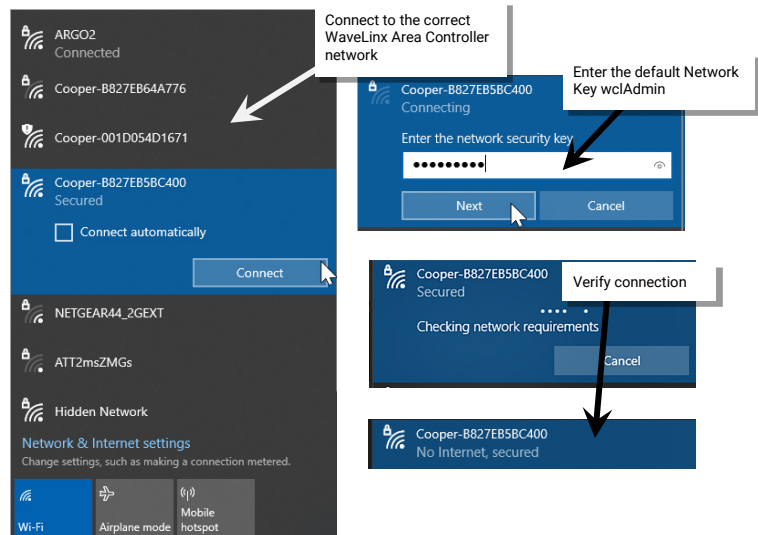 Connect to the correct
WaveLinx Area Controller
network
ARGO2
Connected
Cooper-B827EB64A776
Cooper-001D054D1671
Cooper-B827EB5BC400
Secured
Connect automatically
Connect
NETGEAR44_2GEXT
ATT2msZMGs
Hidden Network
Network & Internet settings
Change settings, such as making a connection metered.
Wi-Fi
Airplane mode
Mobile
hotspot
Enter the default Network
Key wclAdmin
Cooper-B827EB5BC400
Connecting
Enter the network security key
Next
Cancel
Verify connection
Cooper-B827EB5BC400
Secured
Checking network requirements
Cancel
Cooper-B827EB5BC400
No Internet, secured